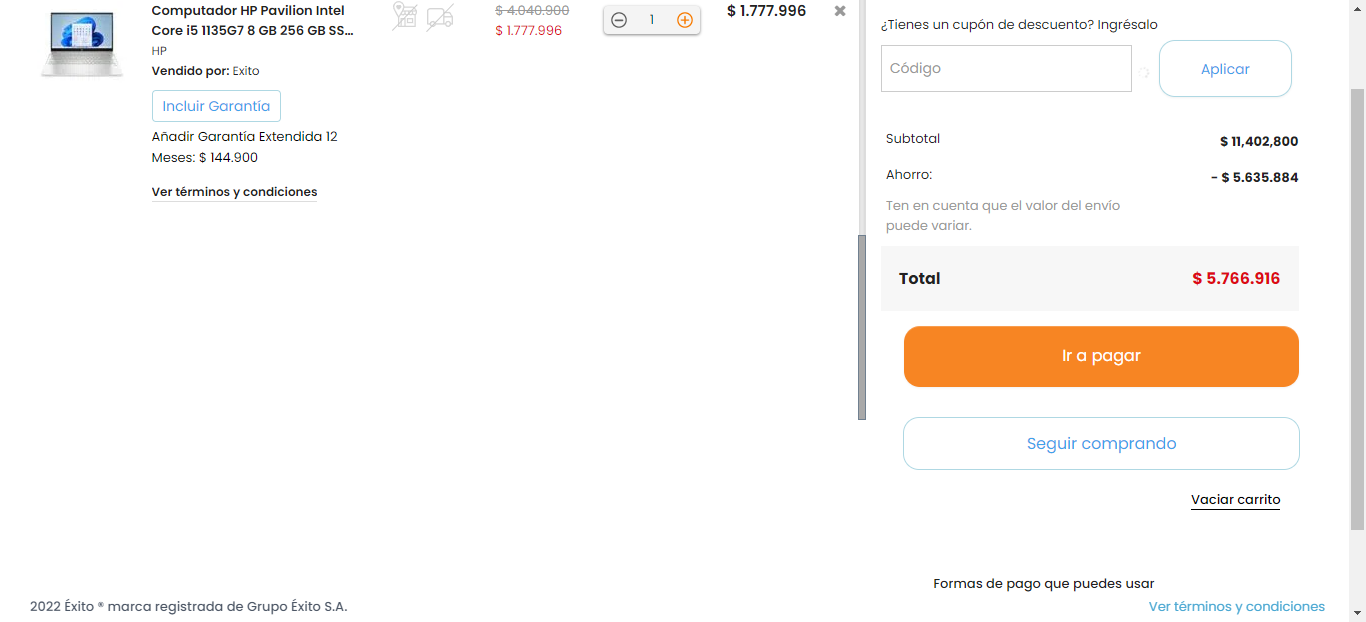 Computador HP Pavilion Intel
Core i5 1135G7 8 GB 256 GB SS...
HP
Vendido por: Exito
Incluir Garantía
Añadir Garantía Extendida 12
Meses: $ 144.900
Ver términos y condiciones
$ 4.040.900
$ 1.777.996
1
$ 1.777.996
¿Tienes un cupón de descuento? Ingrésalo
Código
Aplicar
Subtotal
$ 11,402,800
Ahorro:
- $ 5.635.884
Ten en cuenta que el valor del envío
puede variar.
Total
$ 5.766.916
Ir a pagar
Seguir comprando
Vaciar carrito
Formas de pago que puedes usar
2022 Éxito ® marca registrada de Grupo Éxito S.A.
Ver términos y condiciones